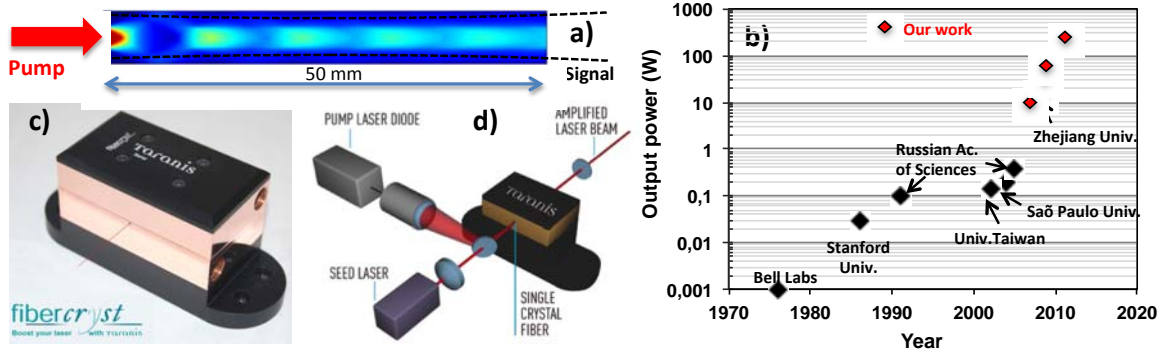 Pump
a)
50 mm
Signal
c)
Taranis
fibercryst
Boost your laser with Taranis
d)
PUMP LASER DIODE
AMPLIFIED
LASER BEAM
Taranis
SEED LASER
SINGLE
CRYSTAL
FIBER
b)
Output power (W)
1000
100
10
1
0,1
0,01
0,001
1970
1980
1990
2000
2010
2020
Year
Our work
Zhejiang Univ.
Russian Ac.
of Sciences
Saõ Paulo Univ.
Univ.Taiwan
Stanford
Univ.
Bell Labs